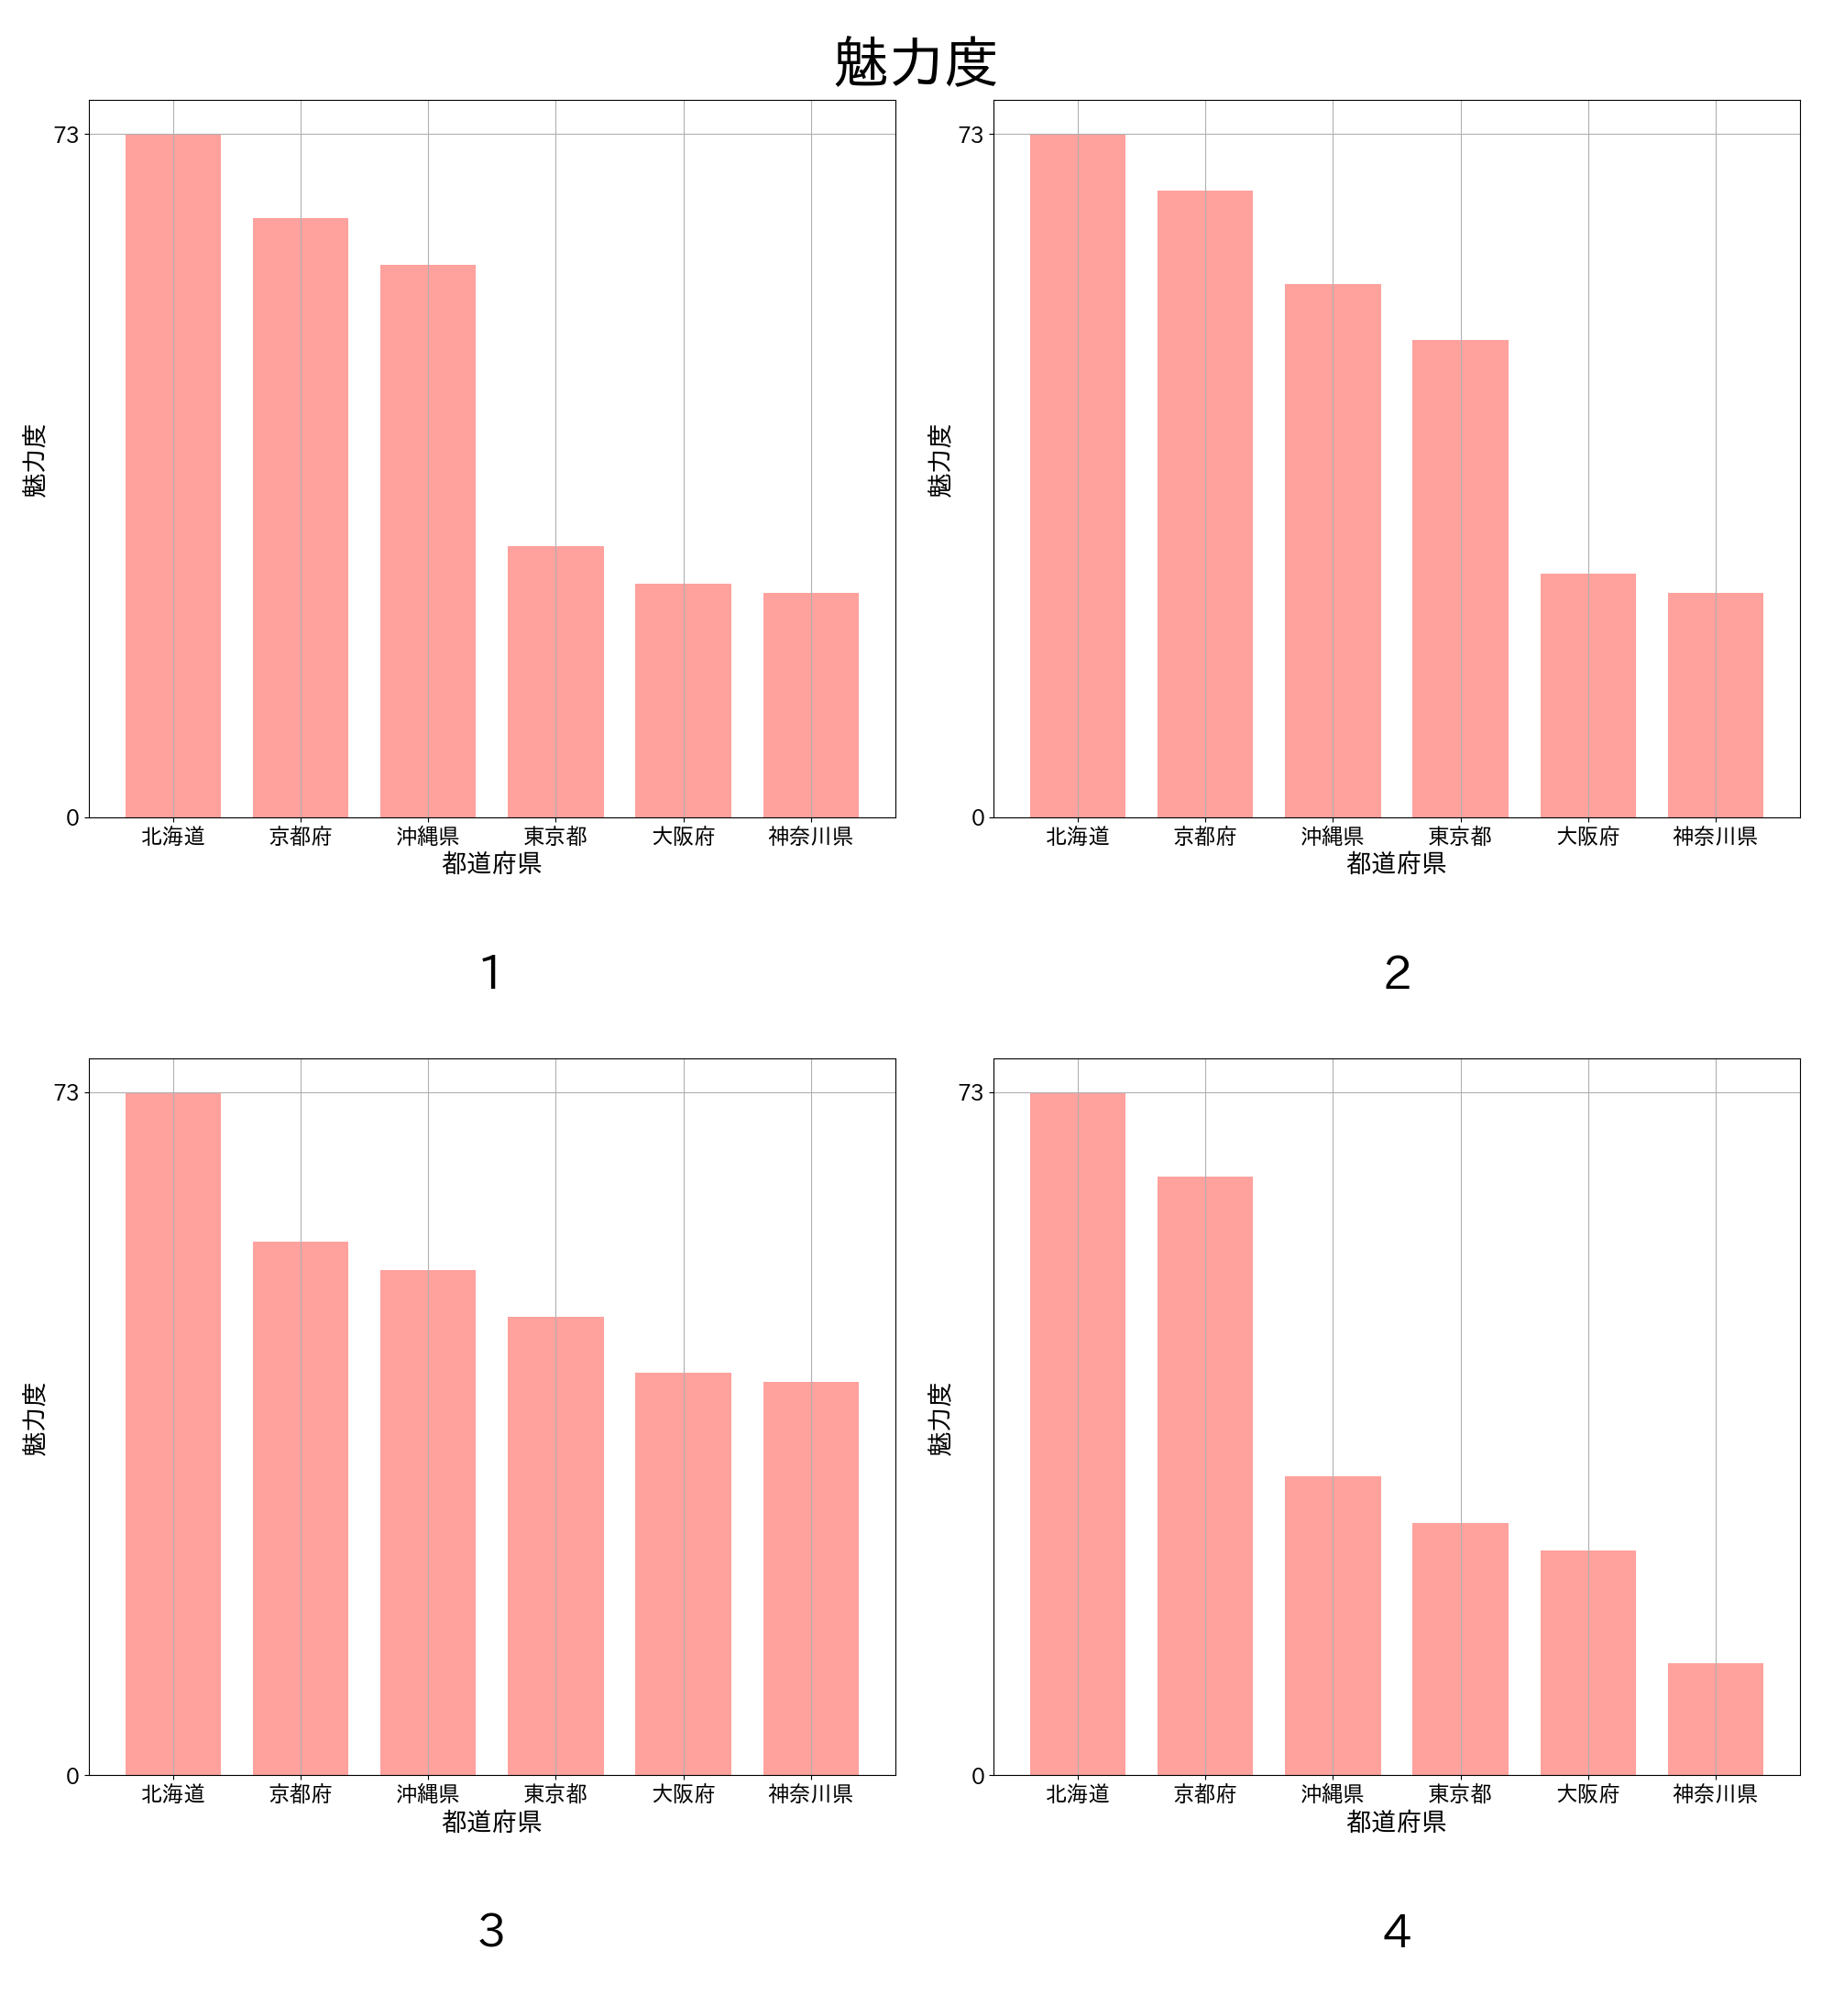 魅力度
73
0
魅力度
北海道 京都府 沖縄県 東京都 大阪府 神奈川県
都道府県
1
73
0
魅力度
北海道 京都府 沖縄県 東京都 大阪府 神奈川県
都道府県
2
73
0
魅力度
北海道 京都府 沖縄県 東京都 大阪府 神奈川県
都道府県
3
73
0
魅力度
北海道 京都府 沖縄県 東京都 大阪府 神奈川県
都道府県
4